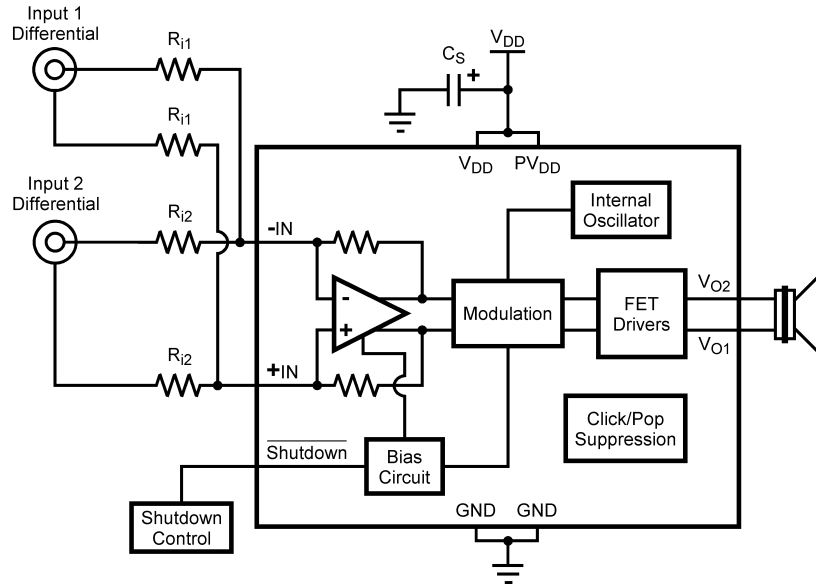 Input 1
Differential
Ri1
Ri1
CS
+
VDD
VDD
PVDD
Input 2
Differential
Ri2
Internal
Oscillator
-IN
-
+
Modulation
FET
Drivers
VO2
VO1
Ri2
+IN
Click/Pop
Suppression
Shutdown
Bias
Circuit
Shutdown
Control
GND
GND